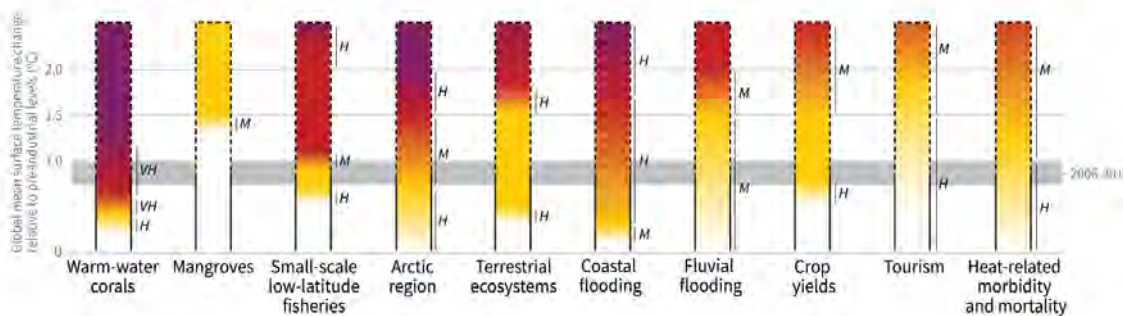 Global mean surface temperature change
relative to pre-industrial levels (°C)
2.0
1.5
1.0
0
VH
VH
H
M
H
M
H
H
M
H
H
H
H
H
M
M
M
M
H
M
H
M
H
Warm-water
corals
Mangroves
Small-scale
low-latitude
fisheries
Arctic
region
Terrestrial
ecosystems
Coastal
flooding
Fluvial
flooding
Crop
yields
Tourism
Heat-related
morbidity
and mortality